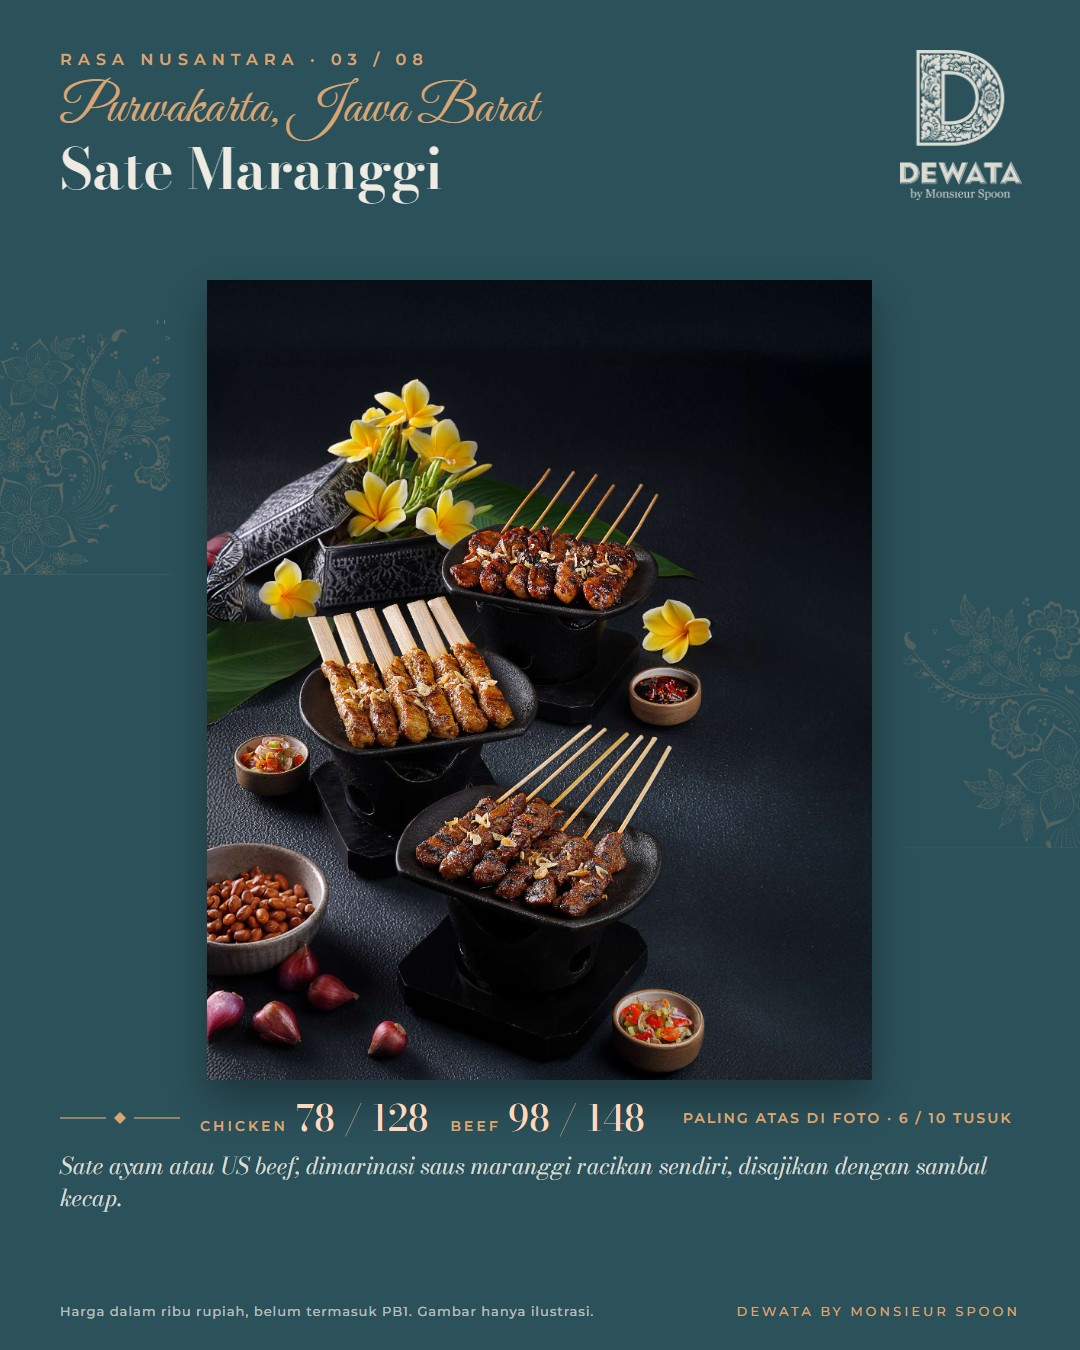 RASA NUSANTARA · 03 / 08
Purwakarta, Jawa Barat
Sate Maranggi
D
DEWATA
by Monsieur Spoon
CHICKEN 78 / 128 BEEF 98 / 148 PALING ATAS DI FOTO · 6 / 10 TUSUK
Sate ayam atau US beef, dimarinasi saus maranggi racikan sendiri, disajikan dengan sambal
kecap.
Harga dalam ribu rupiah, belum termasuk PB1. Gambar hanya ilustrasi.
DEWATA BY MONSIEUR SPOON